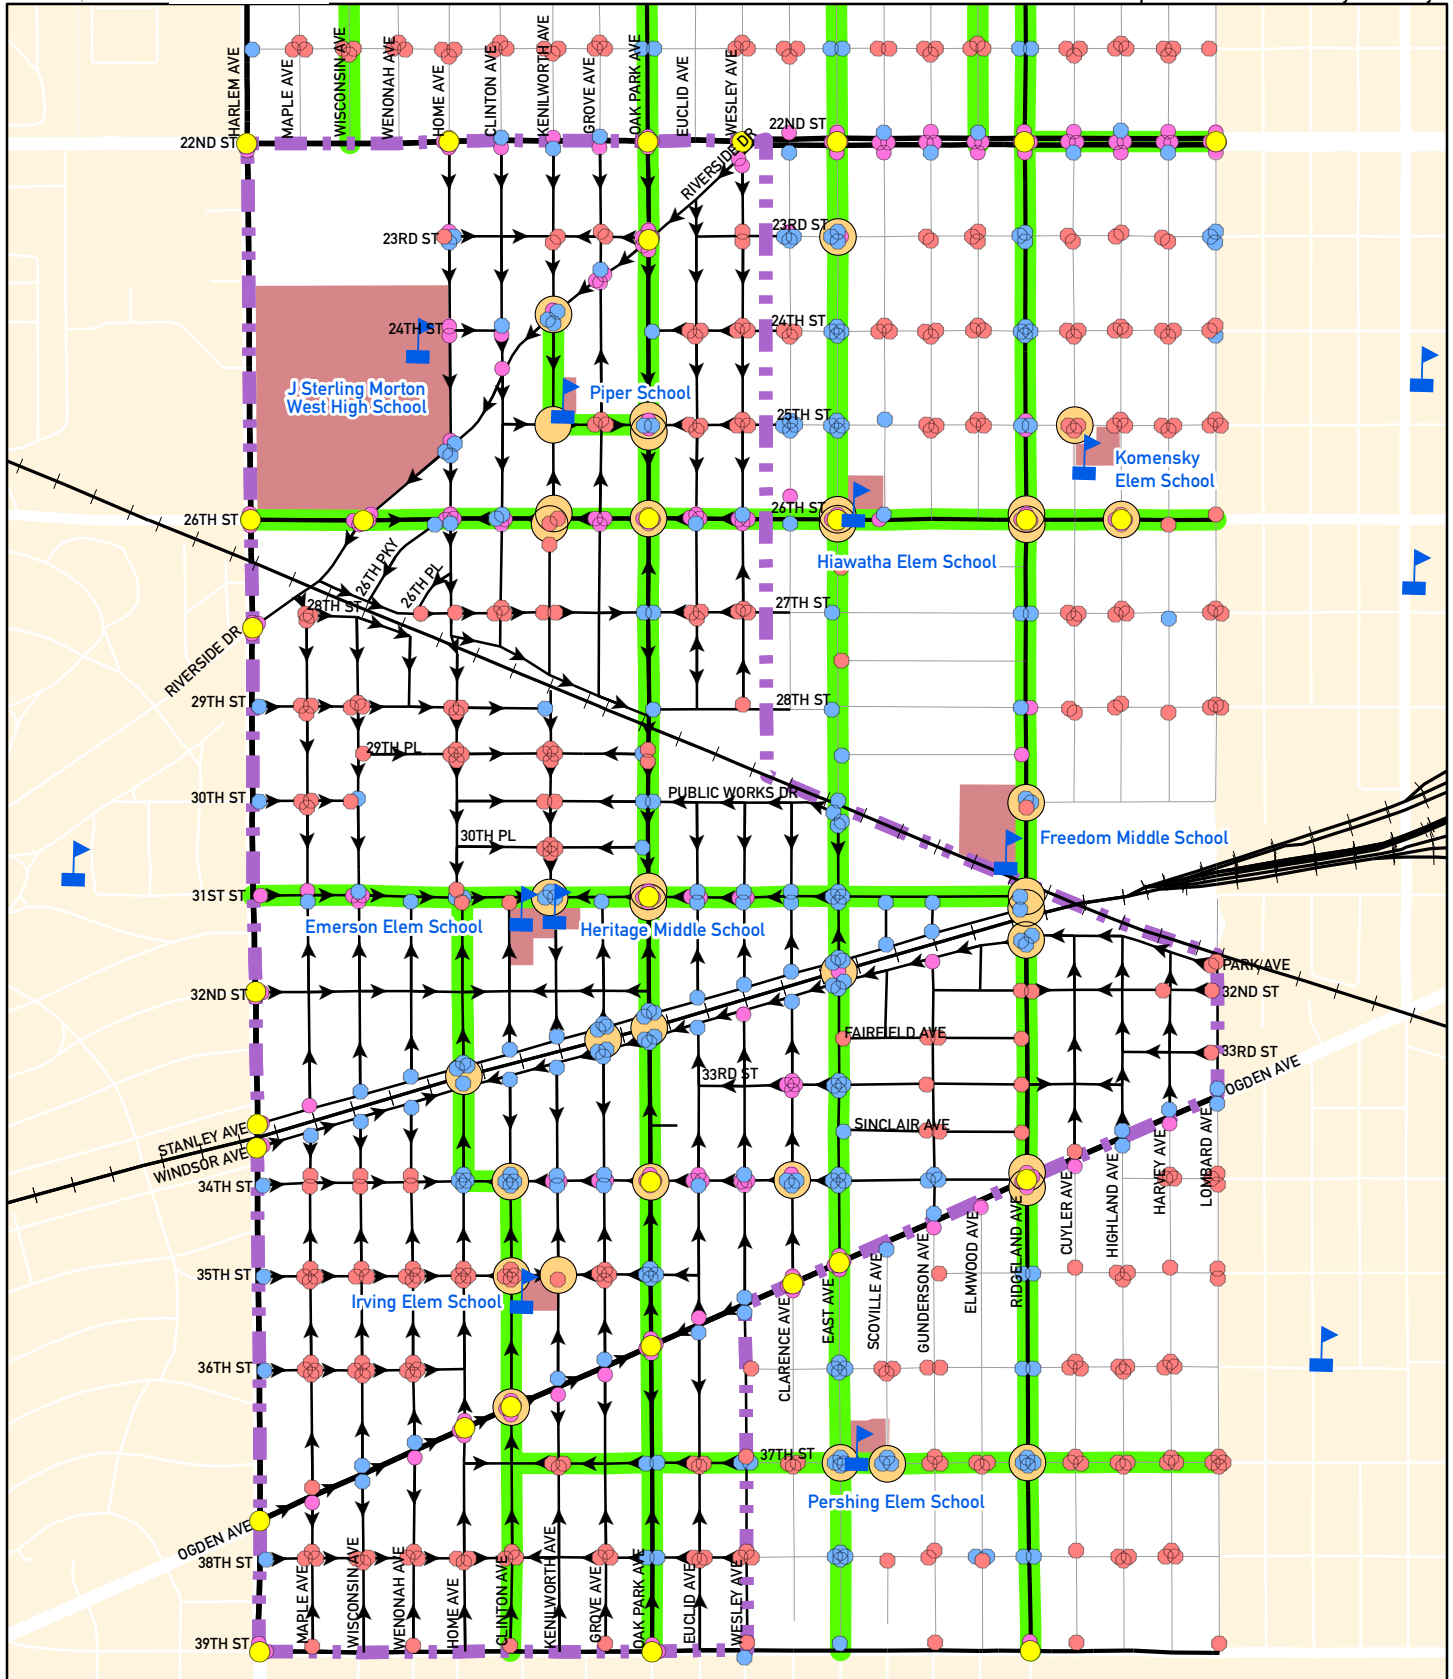 HARLEM AVE
MAPLE AVE
WISCONSIN AVE
WENONAH AVE
HOME AVE
CLINTON AVE
KENILWORTH AVE
GROVE AVE
OAK PARK AVE
EUCLID AVE
WESLEY AVE
22ND ST
22ND ST
RIVERSIDE DR
23RD ST
23RD ST
24TH ST
24TH ST
J Sterling Morton
West High School
Piper School
25TH ST
Komensky
Elem School
26TH ST
26TH ST
Hiawatha Elem School
26TH PKY
26TH PL
28TH ST
27TH ST
RIVERSIDE DR
29TH ST
28TH ST
29TH PL
30TH ST
PUBLIC WORKS DR
30TH PL
Freedom Middle School
31ST ST
Emerson Elem School
Heritage Middle School
PARK AVE
32ND ST
32ND ST
FAIRFIELD AVE
33RD ST
33RD ST
OGDEN AVE
SINCLAIR AVE
STANLEY AVE
WINDSOR AVE
34TH ST
CUYLER AVE
HIGHLAND AVE
HARVEY AVE
LOMBARD AVE
35TH ST
Irving Elem School
CLARENCE AVE
EAST AVE
SCOVILLE AVE
GUNDERSON AVE
ELMWOOD AVE
RIDGELAND AVE
36TH ST
37TH ST
Pershing Elem School
OGDEN AVE
38TH ST
MAPLE AVE
WISCONSIN AVE
WENONAH AVE
HOME AVE
CLINTON AVE
KENILWORTH AVE
GROVE AVE
OAK PARK AVE
EUCLID AVE
WESLEY AVE
39TH ST